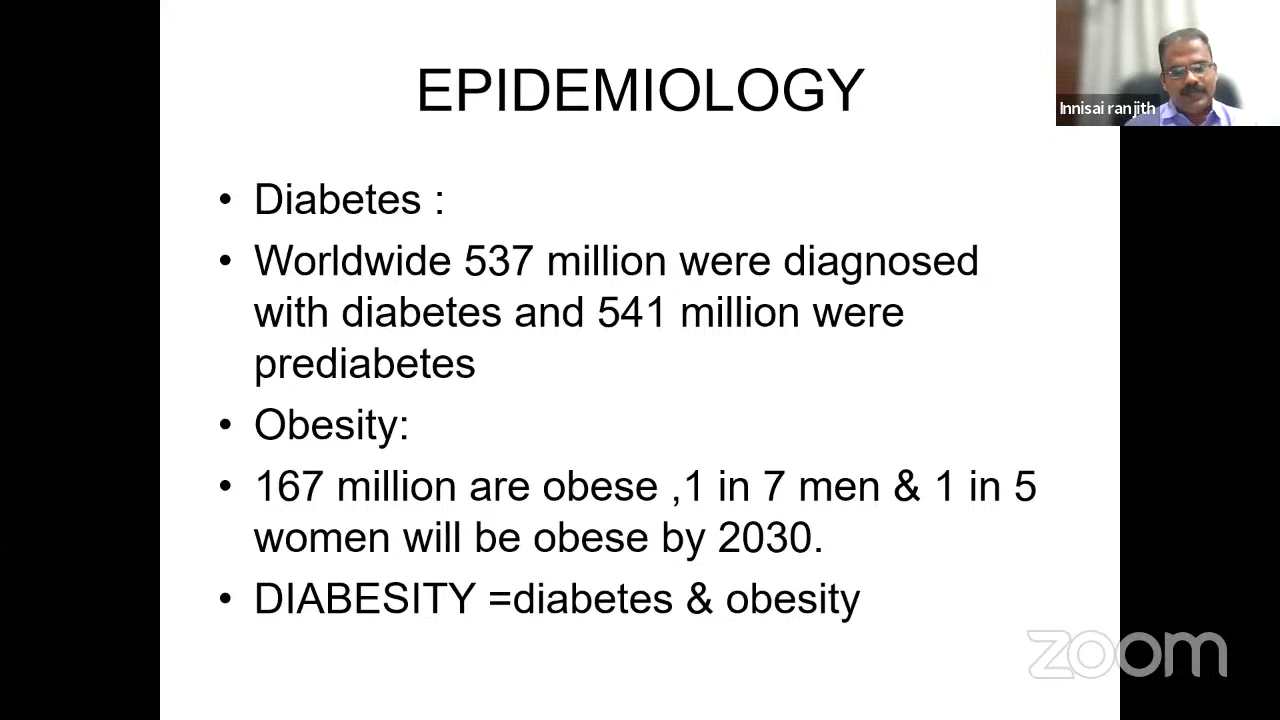 EPIDEMIOLOGY
Innisai ranjith
• Diabetes :
• Worldwide 537 million were diagnosed
with diabetes and 541 million were
prediabetes
• Obesity:
• 167 million are obese ,1 in 7 men & 1 in 5
women will be obese by 2030.
• DIABESITY =diabetes & obesity
zoom